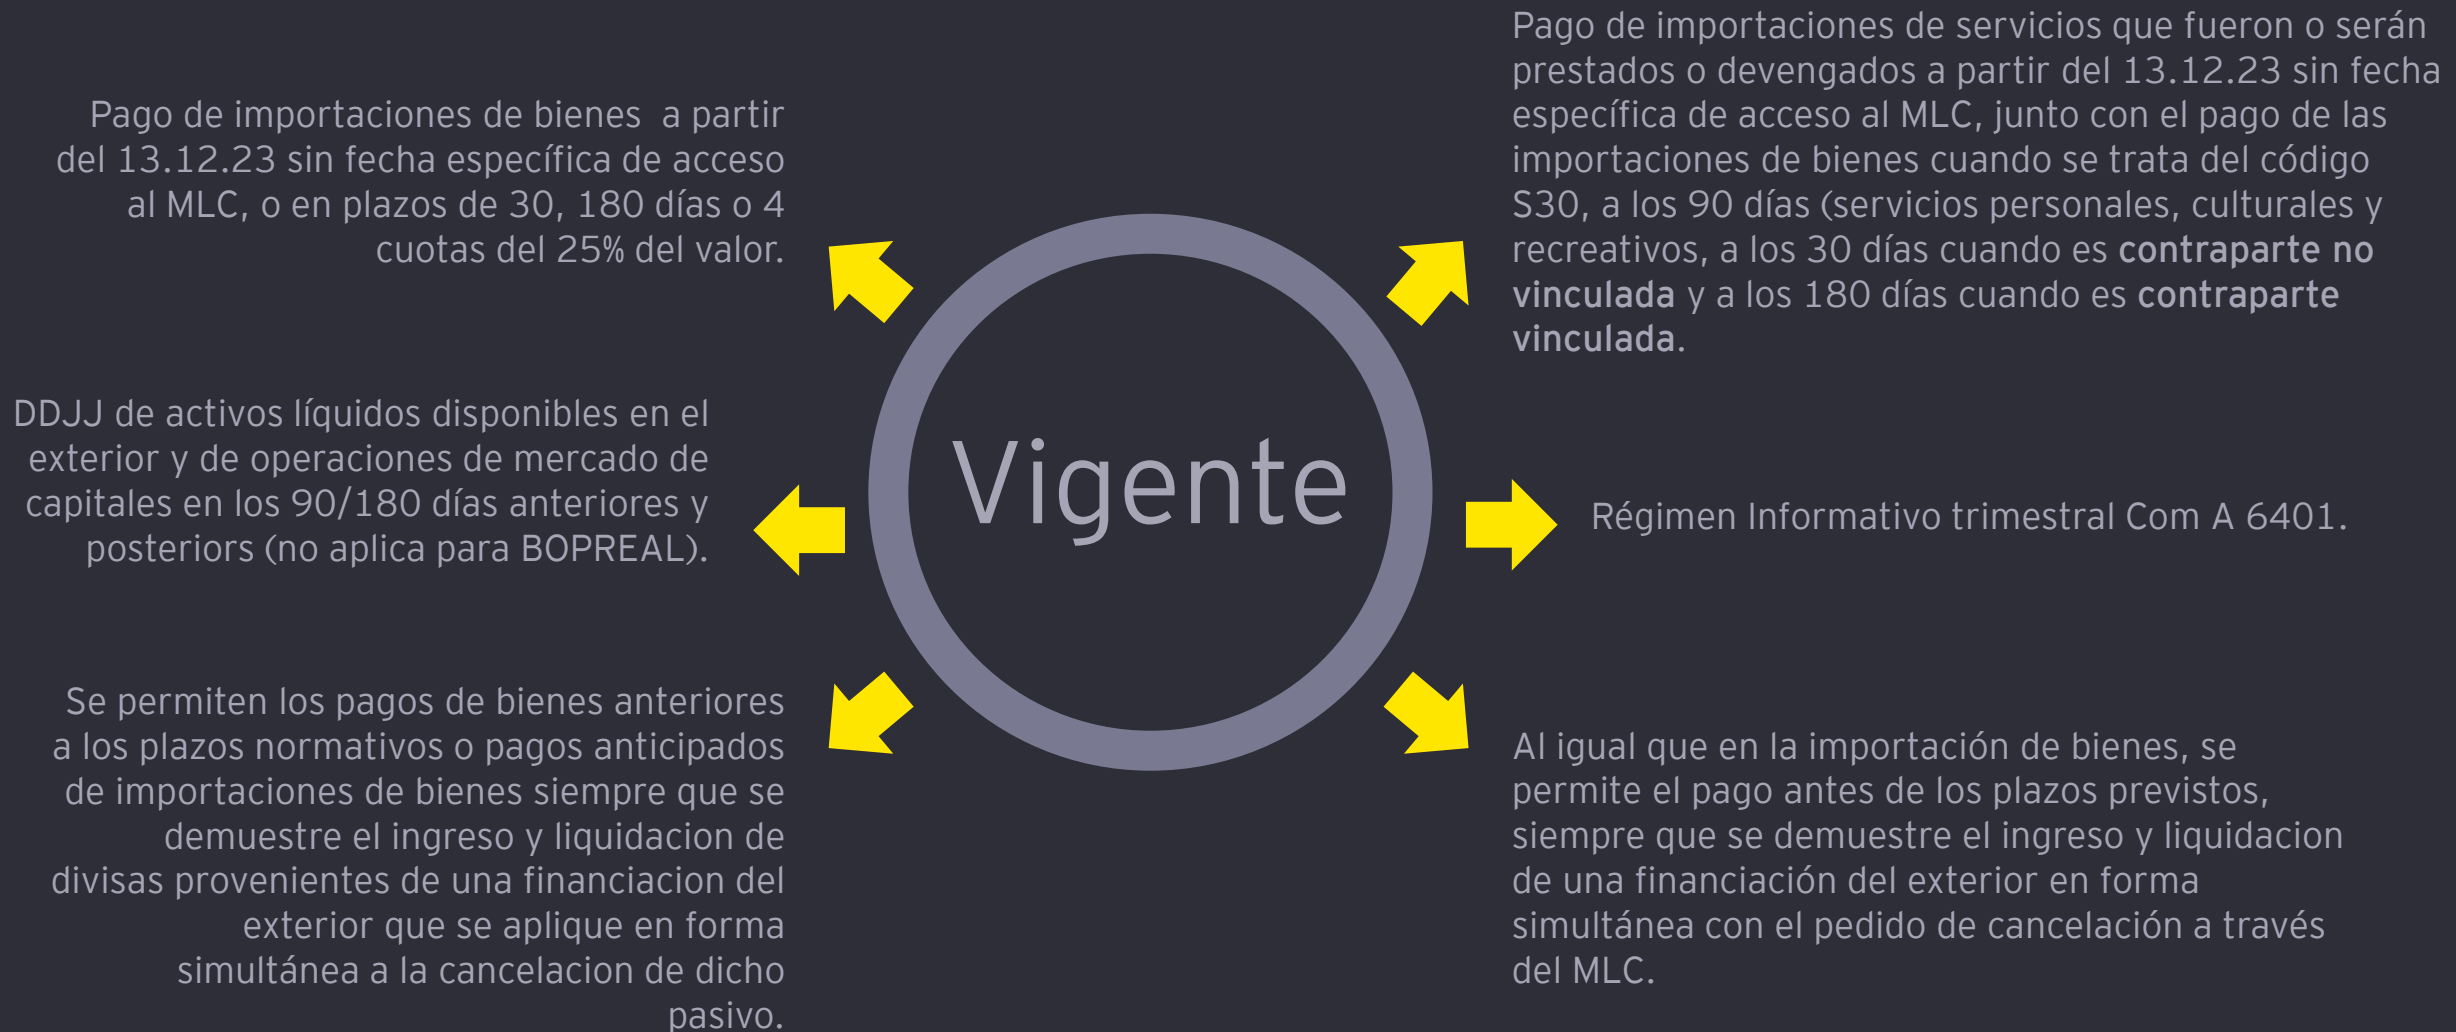 Pago de importaciones de bienes  a partir
del 13.12.23 sin fecha específica de acceso
al MLC, o en plazos de 30, 180 días o 4
cuotas del 25% del valor.
DDJJ de activos líquidos disponibles en el
exterior y de operaciones de mercado de
capitales en los 90/180 días anteriores y
posteriors (no aplica para BOPREAL).
Se permiten los pagos de bienes anteriores
a los plazos normativos o pagos anticipados
de importaciones de bienes siempre que se
demuestre el ingreso y liquidacion de
divisas provenientes de una financiacion del
exterior que se aplique en forma
simultánea a la cancelacion de dicho
pasivo.
Vigente
Pago de importaciones de servicios que fueron o serán
prestados o devengados a partir del 13.12.23 sin fecha
específica de acceso al MLC, junto con el pago de las
importaciones de bienes cuando se trata del código
S30, a los 90 días (servicios personales, culturales y
recreativos, a los 30 días cuando es contraparte no
vinculada y a los 180 días cuando es contraparte
vinculada.
Régimen Informativo trimestral Com A 6401.
Al igual que en la importación de bienes, se
permite el pago antes de los plazos previstos,
siempre que se demuestre el ingreso y liquidacion
de una financiación del exterior en forma
simultánea con el pedido de cancelación a través
del MLC.